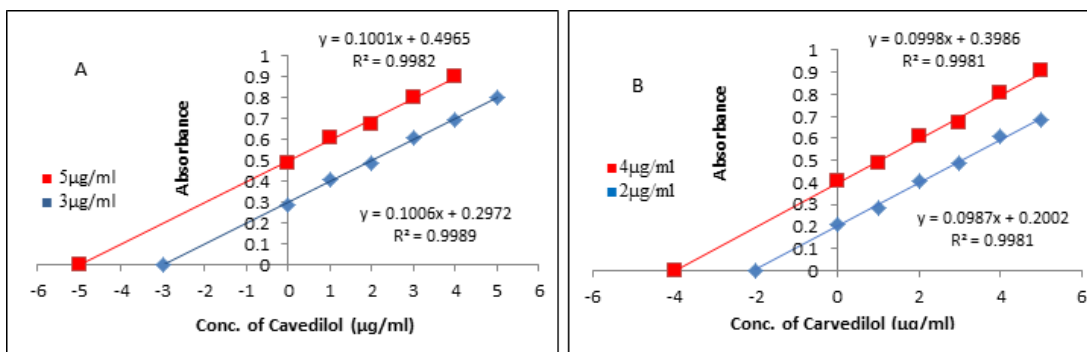 A
y = 0.1001x + 0.4965
R² = 0.9982
1
0.9
0.8
0.7
0.6
0.5
0.4
0.3
0.2
0.1
0
Absorbance
5µg/ml
3µg/ml
y = 0.1006x + 0.2972
R² = 0.9989
-6 -5 -4 -3 -2 -1 0 1 2 3 4 5 6
Conc. of Cavedilol (µg/ml)
B
y = 0.0998x + 0.3986
R² = 0.9981
1
0.9
0.8
0.7
0.6
0.5
0.4
0.3
0.2
0.1
0
Absorbance
4µg/ml
2µg/ml
y = 0.0987x + 0.2002
R² = 0.9981
-6 -4 -2 0 2 4 6
Conc. of Carvedilol (µg/ml)